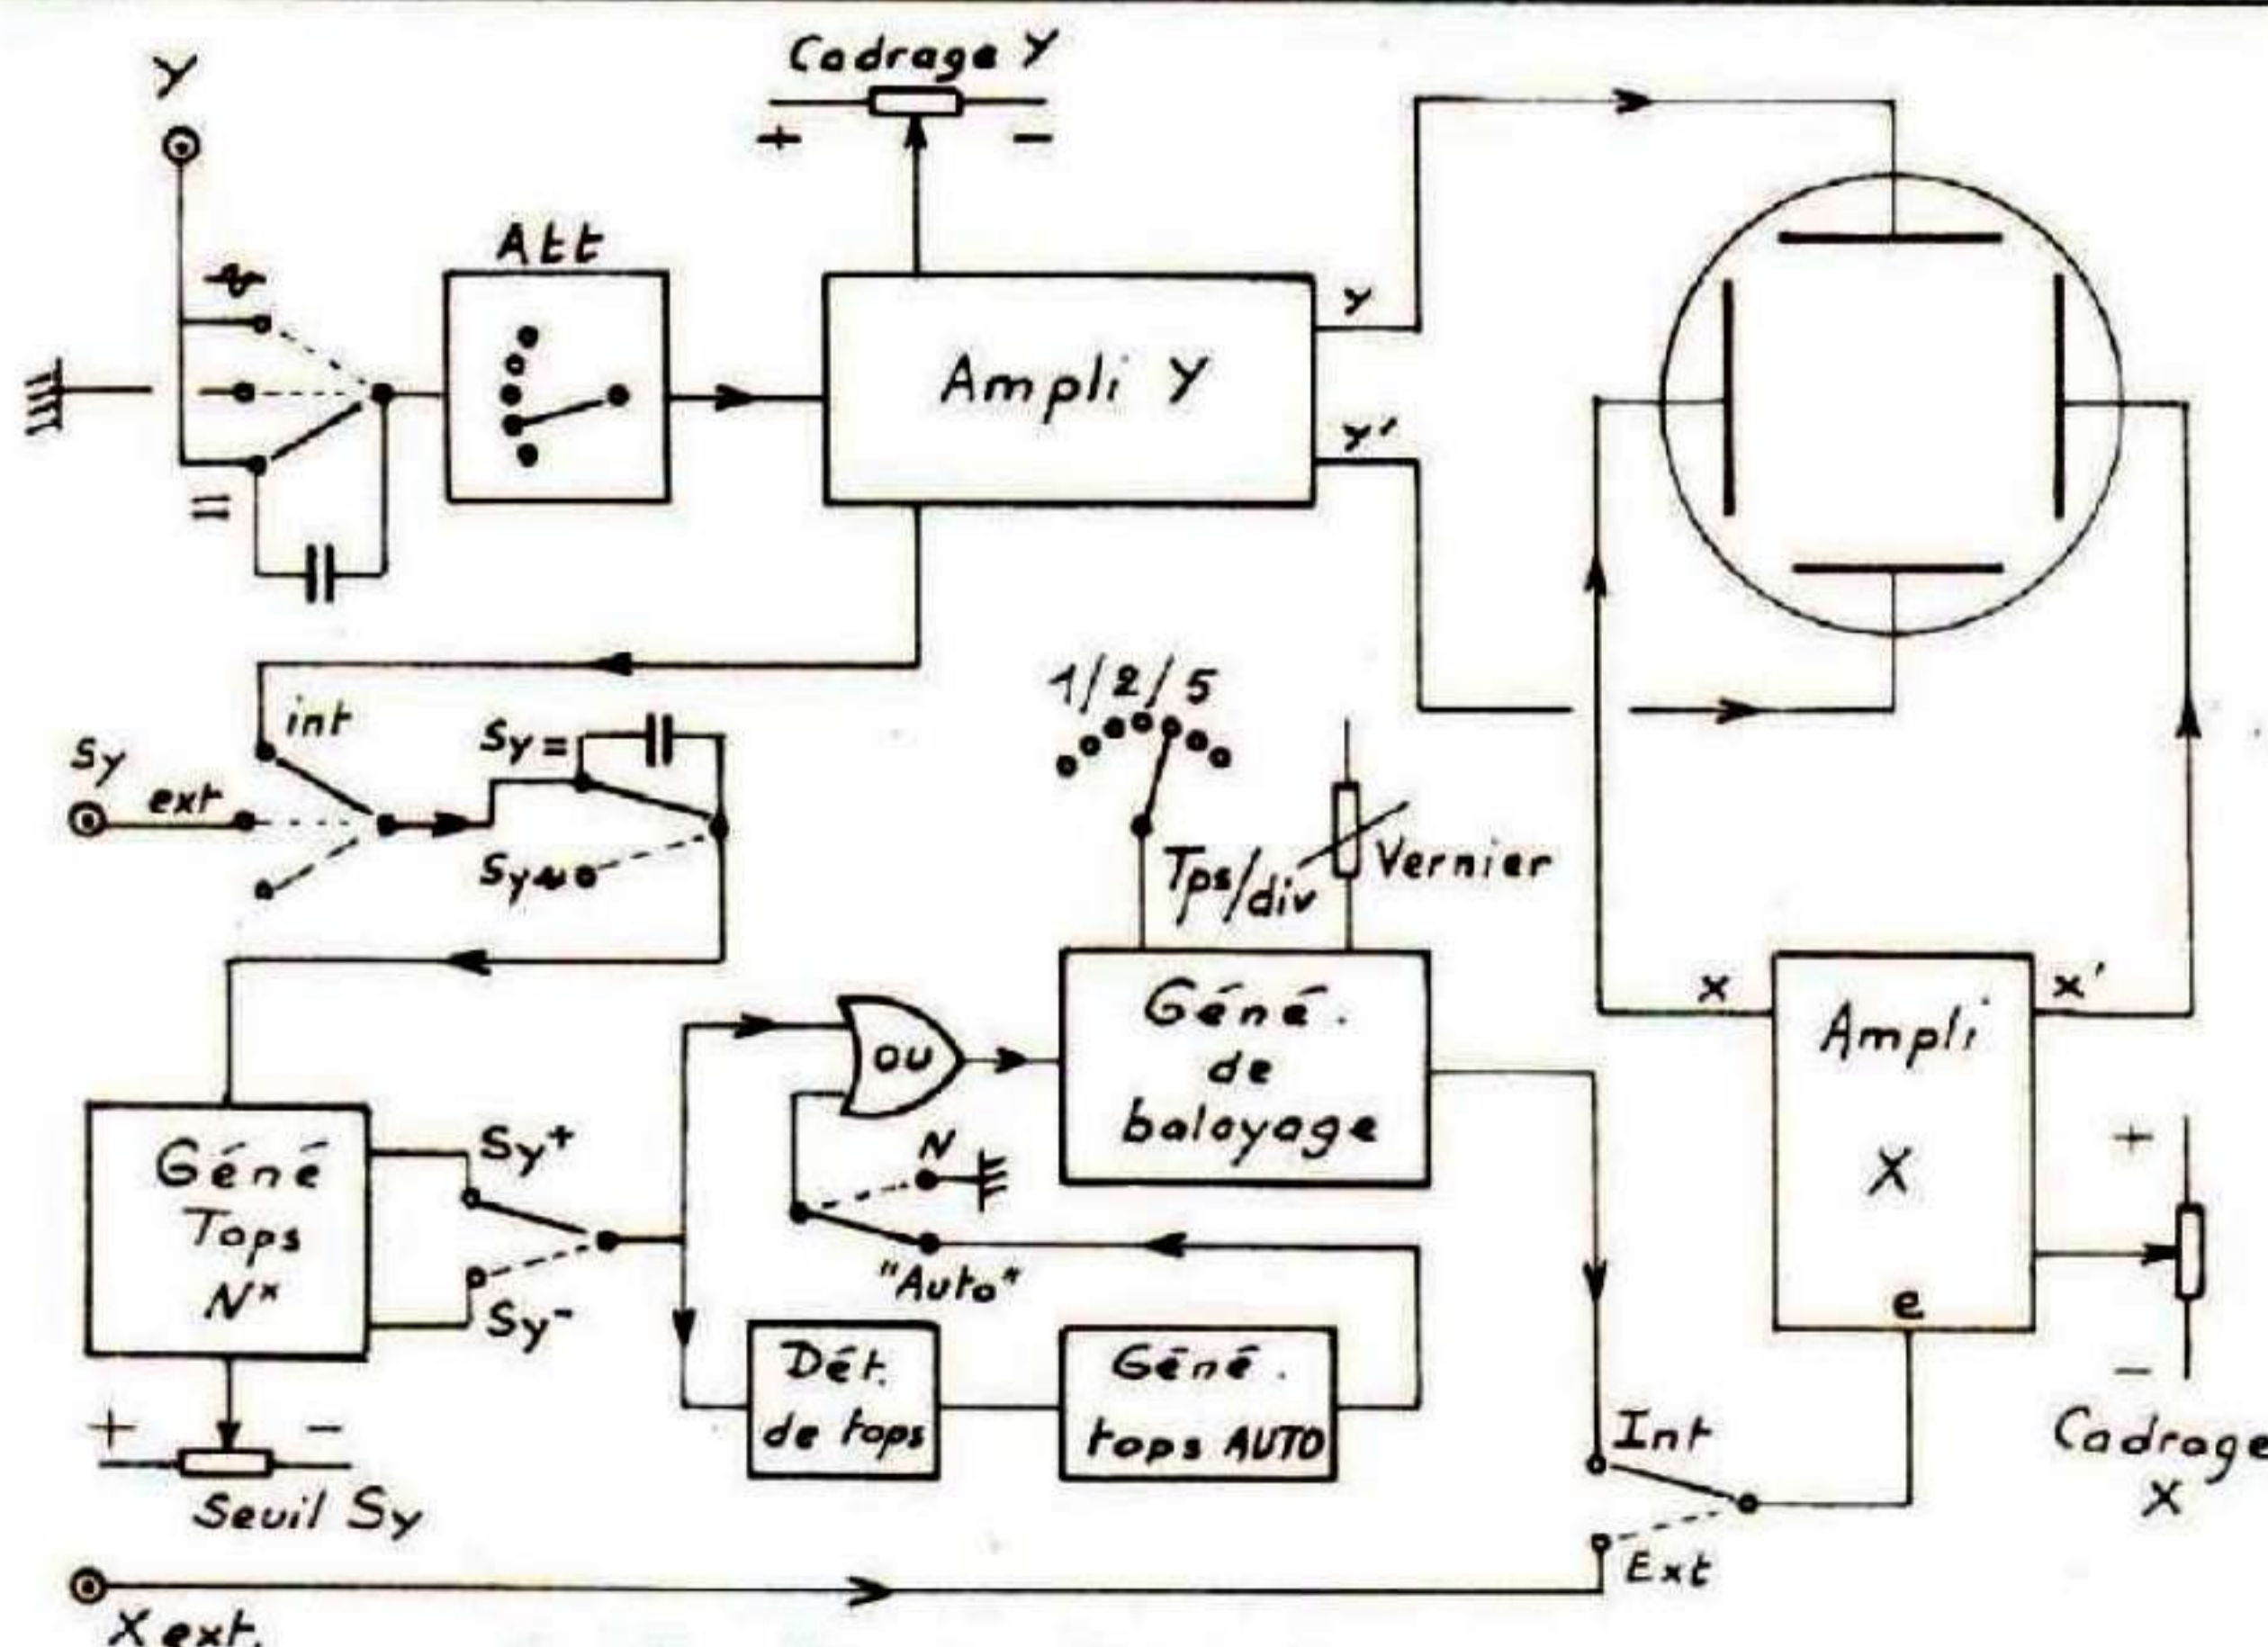 Cadrage Y
Y
+ -
Att
Ampli Y
y
y'
=
int
Sy
ext
Sy=
Sy~
1/2/5
Tps/div
Vernier
Géné.
de
balayage
x
x'
Ampli
X
e
OU
N
"Auto"
Géné
Tops
N*
Sy+
Sy-
+ -
Seuil Sy
Dét.
de tops
Géné.
tops AUTO
Int
Ext
+
-
Cadrage
X
X ext.